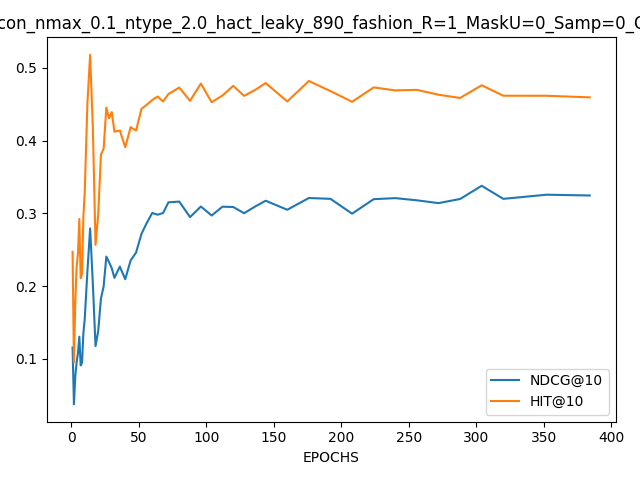 con_nmax_0.1_ntype_2.0_hact_leaky_890_fashion_R=1_MaskU=0_Samp=0_
0.5
0.4
0.3
0.2
0.1
NDCG@10
HIT@10
0 50 100 150 200 250 300 350 400
EPOCHS